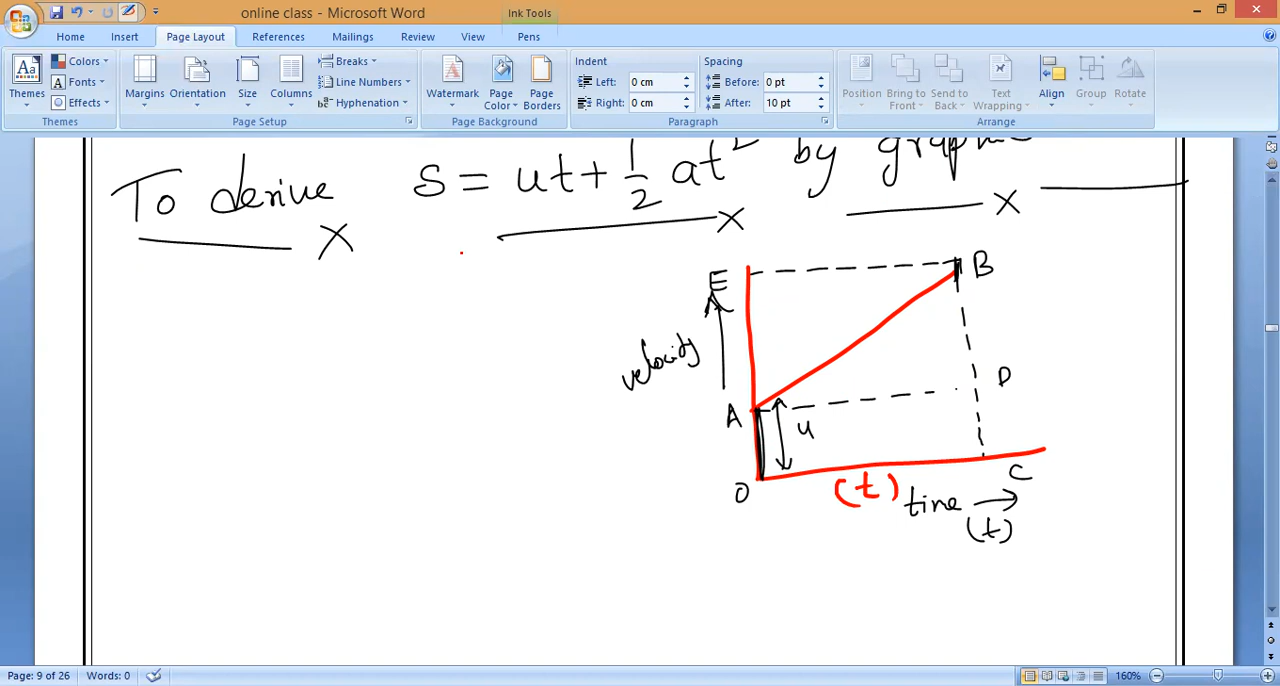 online class - Microsoft Word
Ink Tools
Home Insert Page Layout References Mailings Review View Pens
Themes
Colors
Fonts
Effects
Margins Orientation Size Columns
Breaks
Line Numbers
Hyphenation
Watermark Page Color Page Borders
Indent
Left: 0 cm
Right: 0 cm
Spacing
Before: 0 pt
After: 10 pt
Position Bring to Front Send to Back Text Wrapping Align Group Rotate
Themes Page Setup Page Background Paragraph Arrange
To derive S = ut + 1/2 at² by
E B
velocity
A u D
O (t) time → C
(t)
Page: 9 of 26 Words: 0 160%